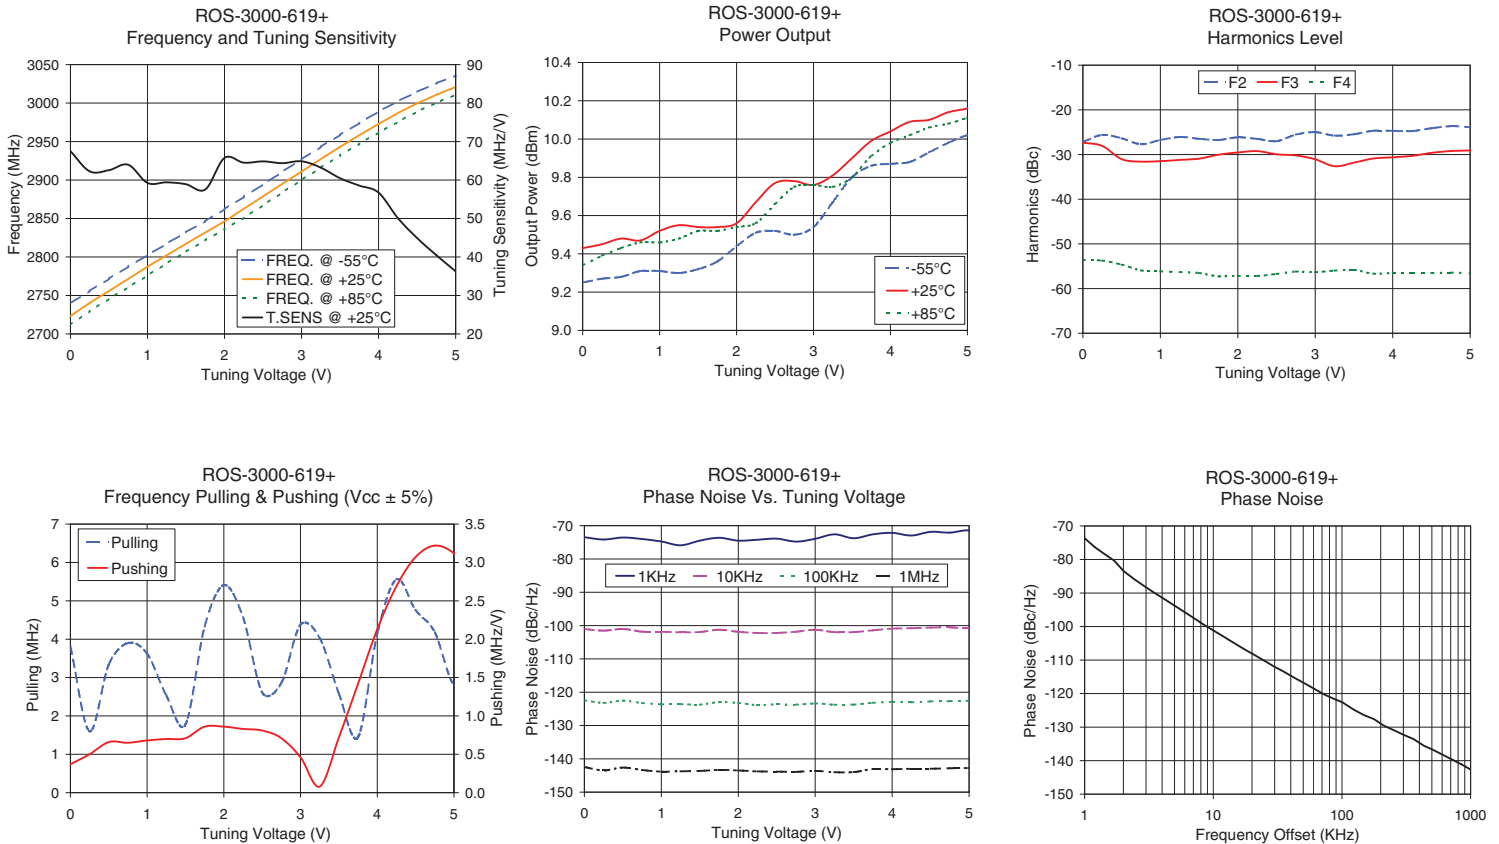 ROS-3000-619+
Frequency and Tuning Sensitivity
3050
3000
2950
2900
2850
2800
2750
2700
Frequency (MHz)
90
80
70
60
50
40
30
20
Tuning Sensitivity (MHz/V)
FREQ. @ -55°C
FREQ. @ +25°C
FREQ. @ +85°C
T.SENS @ +25°C
0 1 2 3 4 5
Tuning Voltage (V)
ROS-3000-619+
Power Output
10.4
10.2
10.0
9.8
9.6
9.4
9.2
9.0
Output Power (dBm)
-55°C
+25°C
+85°C
0 1 2 3 4 5
Tuning Voltage (V)
ROS-3000-619+
Harmonics Level
-10
-20
-30
-40
-50
-60
-70
Harmonics (dBc)
F2 F3 F4
0 1 2 3 4 5
Tuning Voltage (V)
ROS-3000-619+
Frequency Pulling & Pushing (Vcc ± 5%)
7
6
5
4
3
2
1
0
Pulling (MHz)
3.5
3.0
2.5
2.0
1.5
1.0
0.5
0.0
Pushing (MHz/V)
Pulling
Pushing
0 1 2 3 4 5
Tuning Voltage (V)
ROS-3000-619+
Phase Noise Vs. Tuning Voltage
-70
-80
-90
-100
-110
-120
-130
-140
-150
Phase Noise (dBc/Hz)
1KHz 10KHz 100KHz 1MHz
0 1 2 3 4 5
Tuning Voltage (V)
ROS-3000-619+
Phase Noise
-70
-80
-90
-100
-110
-120
-130
-140
-150
Phase Noise (dBc/Hz)
1 10 100 1000
Frequency Offset (KHz)